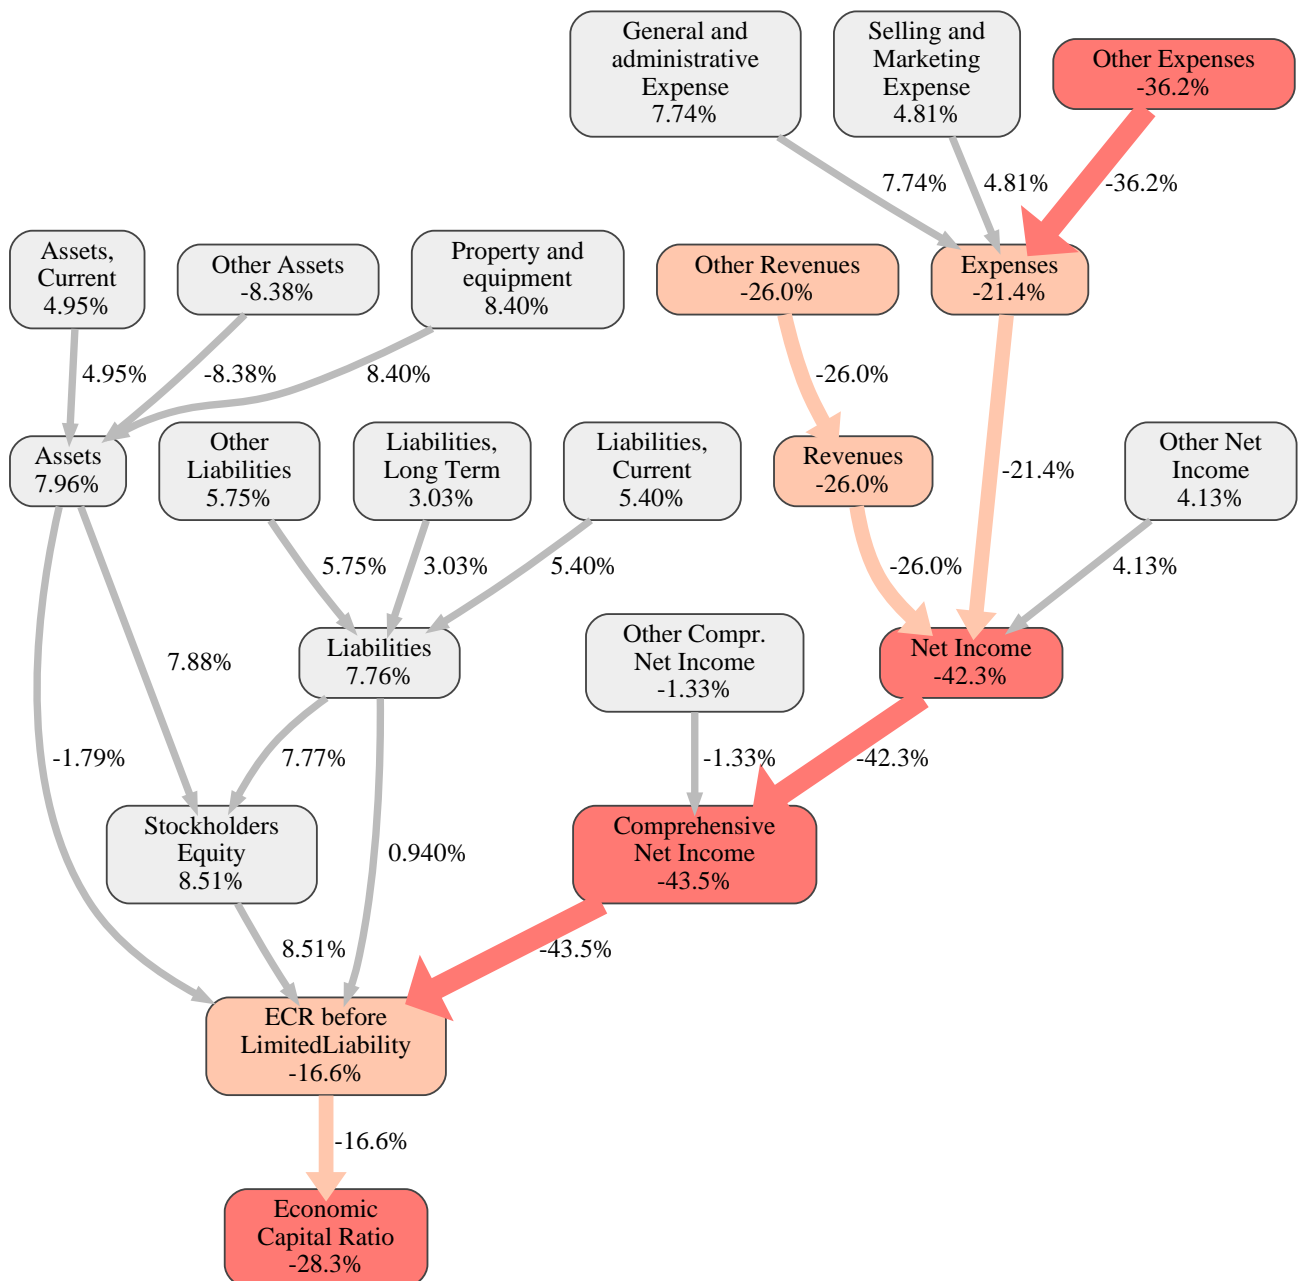 General and
administrative
Expense
7.74%
Selling and
Marketing
Expense
4.81%
Other Expenses
-36.2%
7.74%
4.81%
-36.2%
Assets,
Current
4.95%
Other Assets
-8.38%
Property and
equipment
8.40%
Other Revenues
-26.0%
Expenses
-21.4%
4.95%
-8.38%
8.40%
-26.0%
-21.4%
Assets
7.96%
Other
Liabilities
5.75%
Liabilities,
Long Term
3.03%
Liabilities,
Current
5.40%
Revenues
-26.0%
Other Net
Income
4.13%
5.75%
3.03%
5.40%
-26.0%
4.13%
7.88%
Liabilities
7.76%
Other Compr.
Net Income
-1.33%
Net Income
-42.3%
-1.79%
7.77%
-1.33%
-42.3%
Stockholders
Equity
8.51%
0.940%
Comprehensive
Net Income
-43.5%
8.51%
-43.5%
ECR before
LimitedLiability
-16.6%
-16.6%
Economic
Capital Ratio
-28.3%